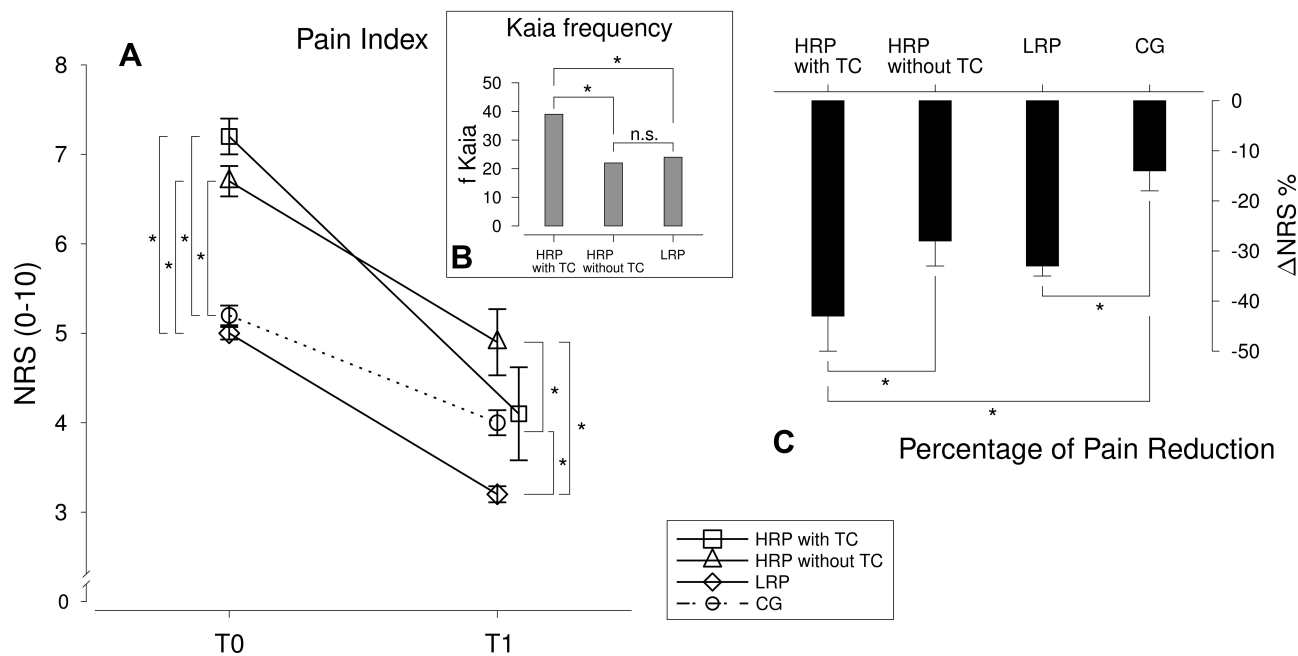 A
Pain Index
NRS (0-10)
8
7
6
5
4
3
0
T0
T1
*
*
*
*
*
*
*
Kaia frequency
f Kaia
50
40
30
20
10
0
*
*
n.s.
HRP
with TC
HRP
without TC
LRP
B
HRP
with TC
HRP
without TC
LRP
CG
0
-10
-20
-30
-40
-50
ΔNRS %
*
*
*
C
Percentage of Pain Reduction
HRP with TC
HRP without TC
LRP
CG